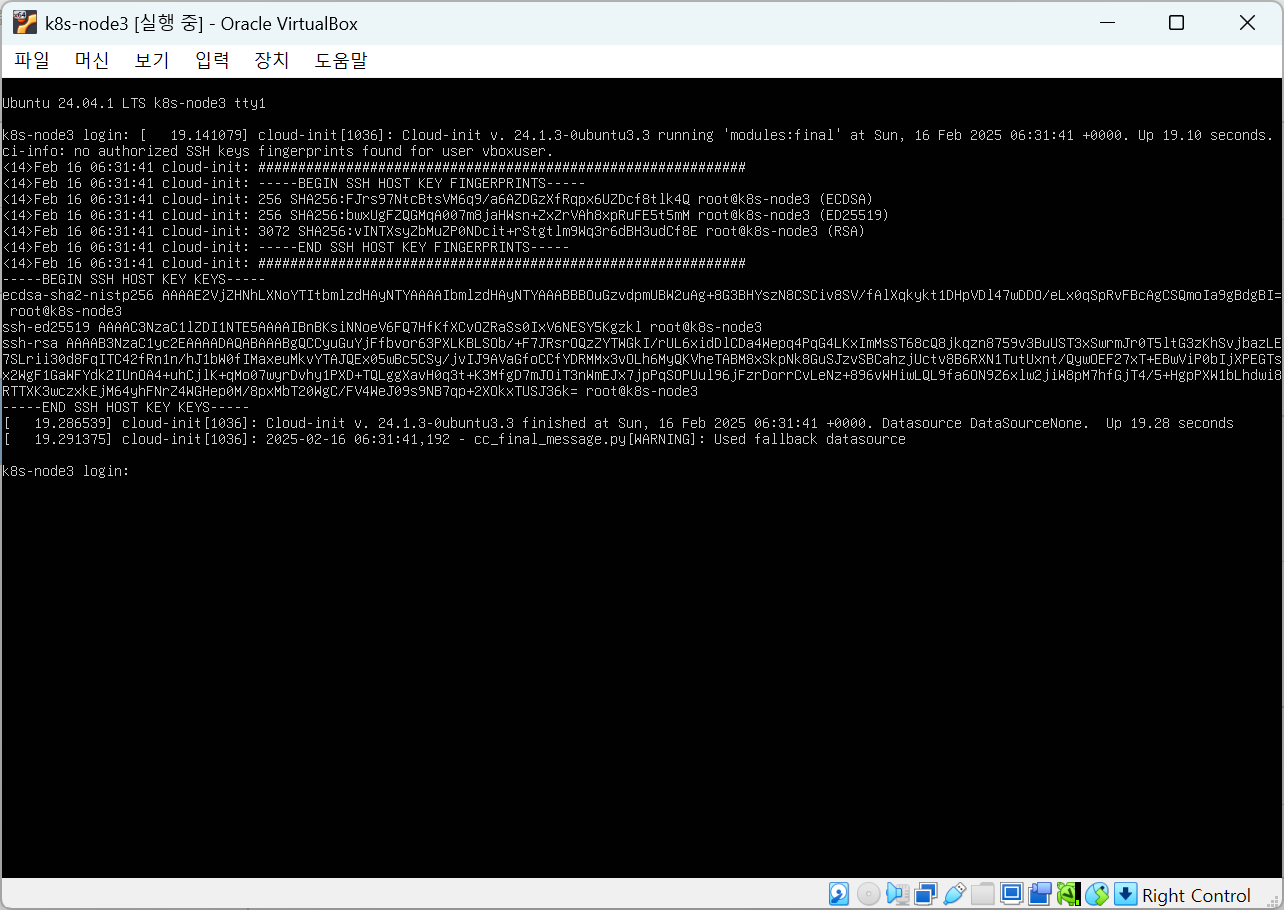 k8s-node3 [실행 중] - Oracle VirtualBox
파일 머신 보기 입력 장치 도움말
Ubuntu 24.04.1 LTS k8s-node3 tty1
k8s-node3 login: [   19.141079] cloud-init[1036]: Cloud-init v. 24.1.3-0ubuntu3.3 running 'modules:final' at Sun, 16 Feb 2025 06:31:41 +0000. Up 19.10 seconds.
ci-info: no authorized SSH keys fingerprints found for user vboxuser.
<14>Feb 16 06:31:41 cloud-init: #############################################################
<14>Feb 16 06:31:41 cloud-init: -----BEGIN SSH HOST KEY FINGERPRINTS-----
<14>Feb 16 06:31:41 cloud-init: 256 SHA256:FJrs97NtcBtsVM6q9/a6AZDGzXfRqpx6UZDcf8tlk4Q root@k8s-node3 (ECDSA)
<14>Feb 16 06:31:41 cloud-init: 256 SHA256:bwxUgFZQGMqA007m8jaHWsn+ZxZrVAh8xpRuFE5t5mM root@k8s-node3 (ED25519)
<14>Feb 16 06:31:41 cloud-init: 3072 SHA256:vINTXsyZbMuZP0NDcit+rStgtlm9Wq3r6dBH3udCf8E root@k8s-node3 (RSA)
<14>Feb 16 06:31:41 cloud-init: -----END SSH HOST KEY FINGERPRINTS-----
<14>Feb 16 06:31:41 cloud-init: #############################################################
-----BEGIN SSH HOST KEY KEYS-----
ecdsa-sha2-nistp256 AAAAE2VjZHNhLXNoYTItbmlzdHAyNTYAAAAIbmlzdHAyNTYAAABBBOuGzvdpmUBW2uAg+8G3BHYszN8CSCiv8SV/fAlXqkykt1DHpVDl47wDDO/eLx0qSpRvFBcAgCSQmoIa9gBdgBI=
root@k8s-node3
ssh-ed25519 AAAAC3NzaC1lZDI1NTE5AAAAIBnBKsiNNoeV6FQ7HfKfXCvOZRaSs0IxV6NESY5Kgzkl root@k8s-node3
ssh-rsa AAAAB3NzaC1yc2EAAAADAQABAAABgQCCyuGuYjFfbvor63PXLKBLSOb/+F7JRsrOQzZYTWGkI/rUL6xidDlCDa4Wepq4PqG4LKxImMsST68cQ8jkqzn8759v3BuUST3xSwrmJr0T5ltG3zKhSvjbazLE
7SLrii30d8FqITC42fRn1n/hJ1bW0fIMaxeuMkvYTAJQEx05wBc5CSy/jvIJ9AVaGfoCCfYDRMMx3vOLh6MyQKVheTABM8xSkpNk8GuSJzvSBCahzjUctv8B6RXN1TutUxnt/QywOEF27xT+EBwViP0bIjXPEGTs
x2WgF1GaWFYdk2IUnOA4+uhCjlK+qMo07wyrDvhy1PXD+TQLggXavH0q3t+K3MfgD7mJOiT3nWmEJx7jpPqSOPUul96jFzrDorrCvLeNz+896vWHiwLQL9fa6ON9Z6xlw2jiW8pM7hfGjT4/5+HgpPXW1bLhdwi8
RTTXK3wczxkEjM64yhFNrZ4WGHep0M/8pxMbT20WgC/FV4WeJ09s9NB7qp+2XOkxTUSJ36k= root@k8s-node3
-----END SSH HOST KEY KEYS-----
[   19.286539] cloud-init[1036]: Cloud-init v. 24.1.3-0ubuntu3.3 finished at Sun, 16 Feb 2025 06:31:41 +0000. Datasource DataSourceNone.  Up 19.28 seconds
[   19.291375] cloud-init[1036]: 2025-02-16 06:31:41,192 - cc_final_message.py[WARNING]: Used fallback datasource
k8s-node3 login:
Right Control